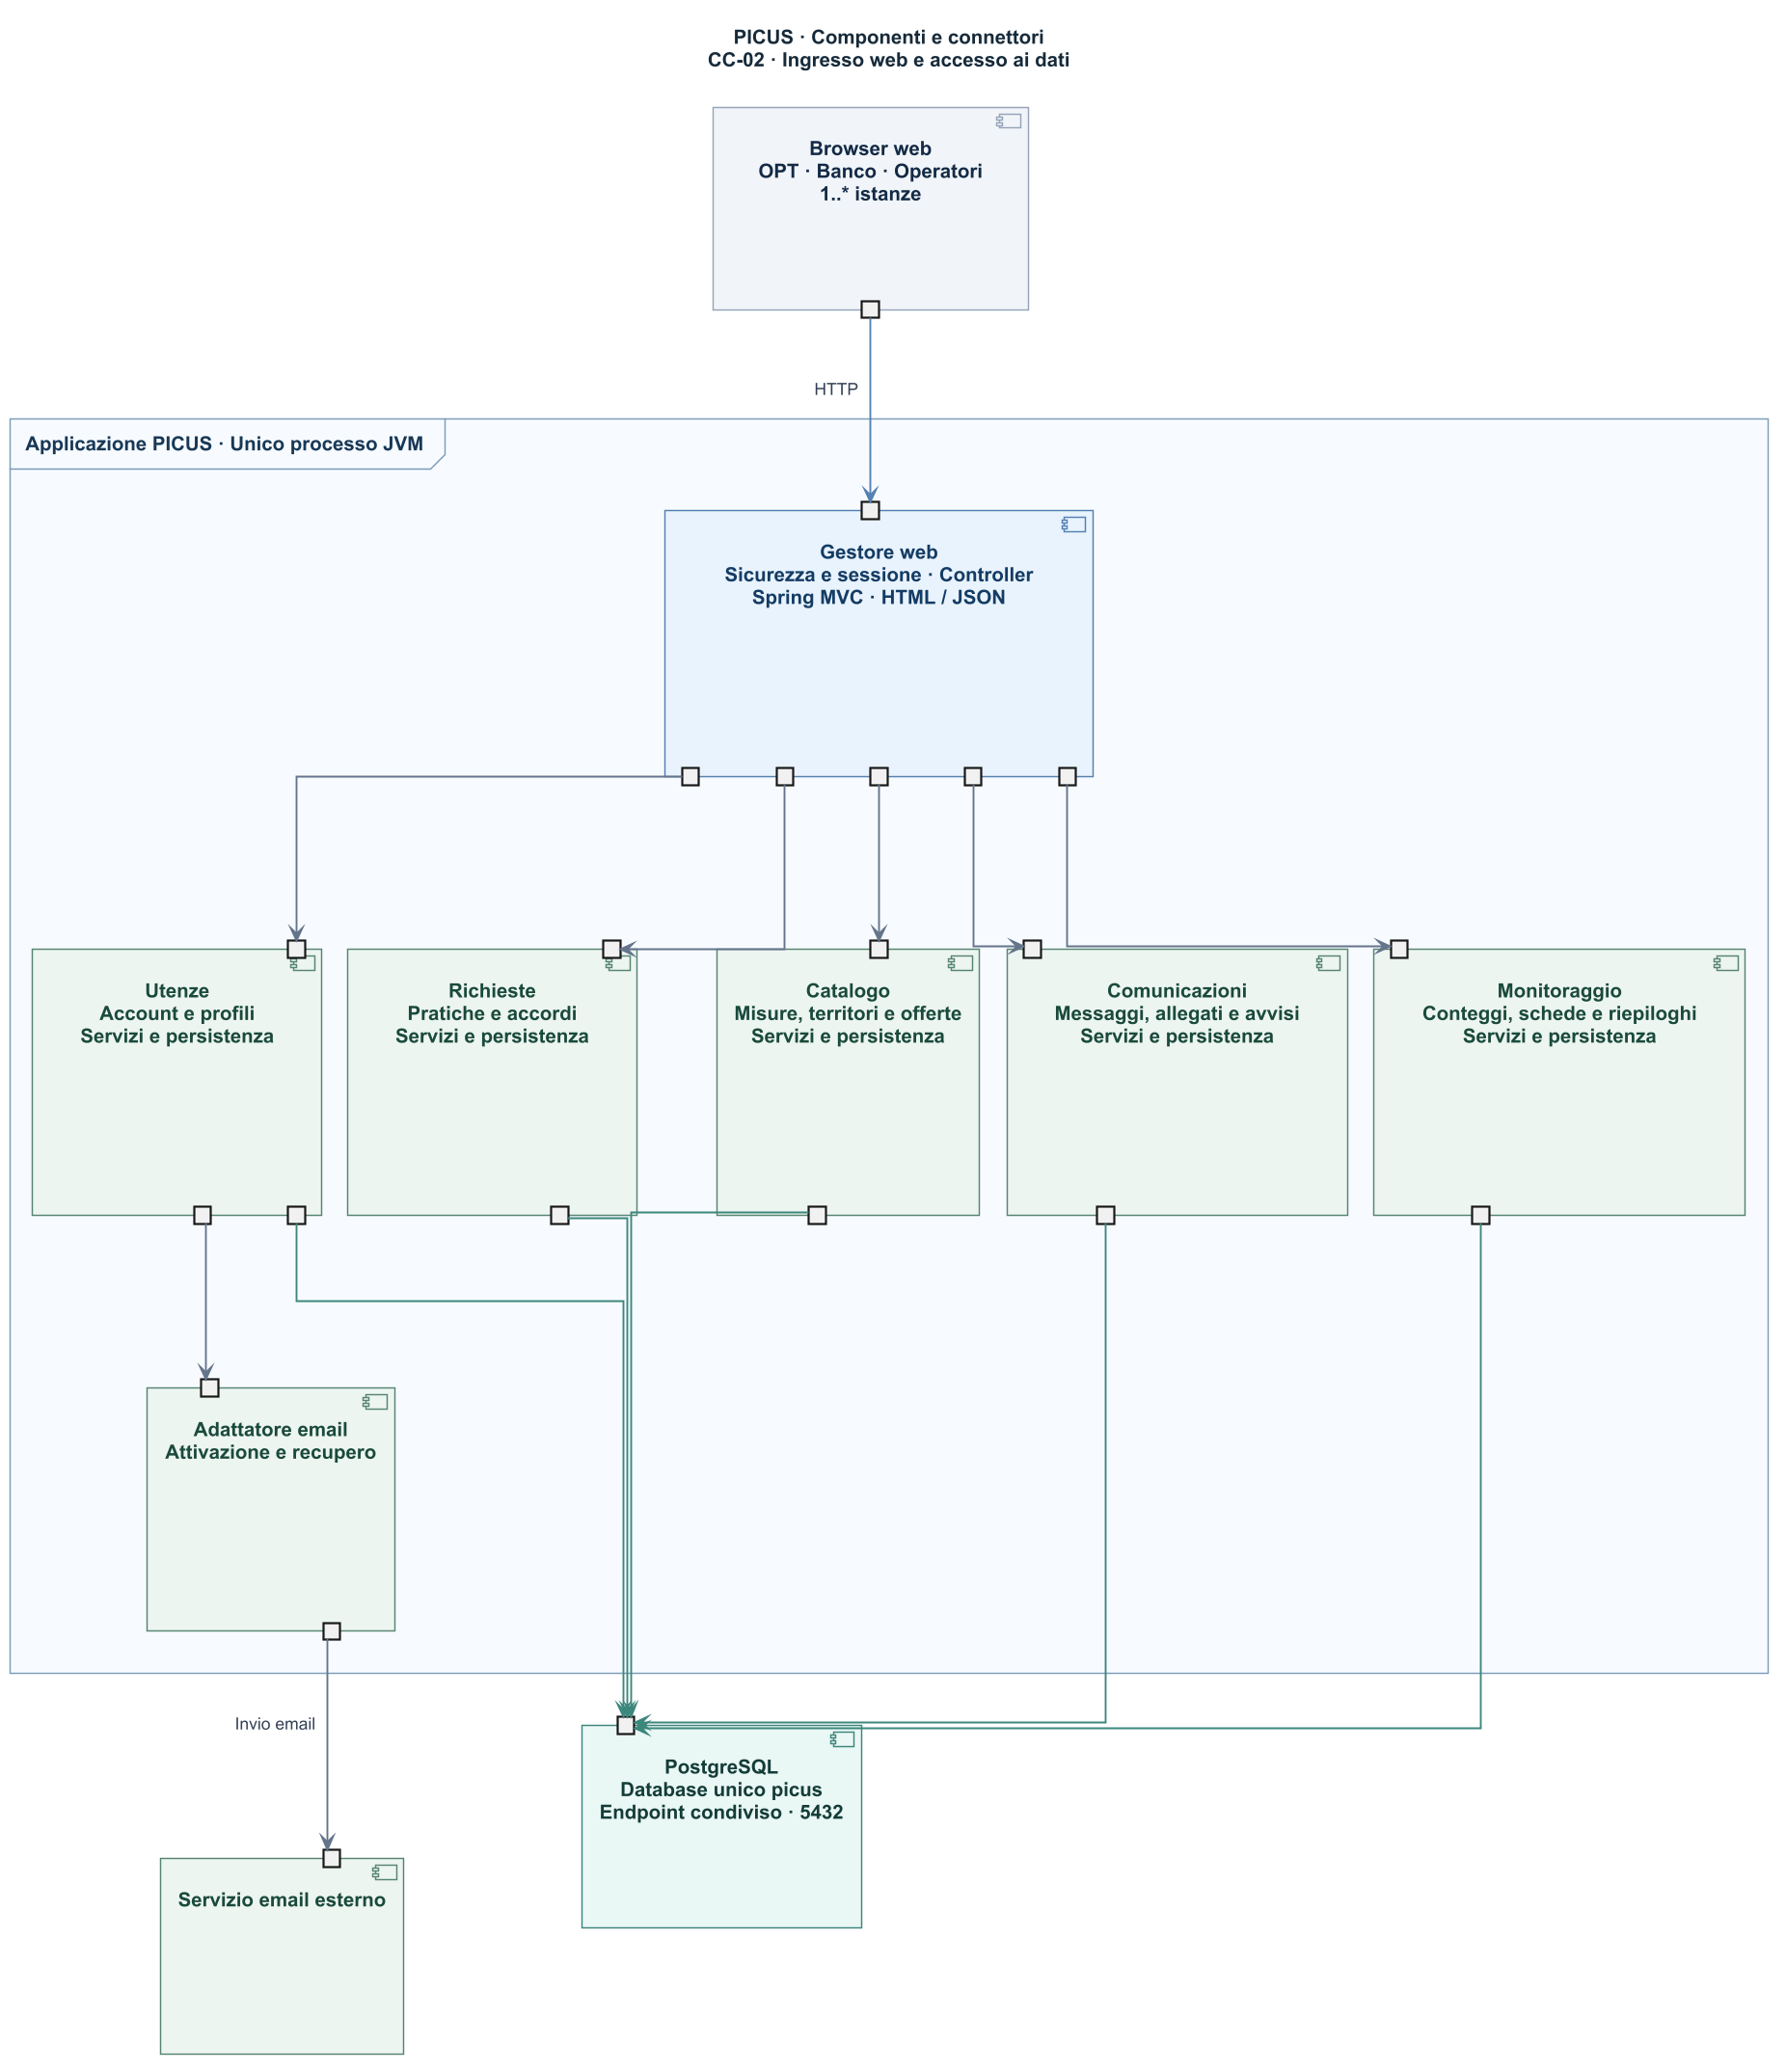 PICUS · Componenti e connettori
CC-02 · Ingresso web e accesso ai dati
Browser web
OPT · Banco · Operatori
1..* istanze
HTTP
Applicazione PICUS · Unico processo JVM
Gestore web
Sicurezza e sessione · Controller
Spring MVC · HTML / JSON
Utenze
Account e profili
Servizi e persistenza
Richieste
Pratiche e accordi
Servizi e persistenza
Catalogo
Misure, territori e offerte
Servizi e persistenza
Comunicazioni
Messaggi, allegati e avvisi
Servizi e persistenza
Monitoraggio
Conteggi, schede e riepiloghi
Servizi e persistenza
Adattatore email
Attivazione e recupero
Invio email
PostgreSQL
Database unico picus
Endpoint condiviso · 5432
Servizio email esterno